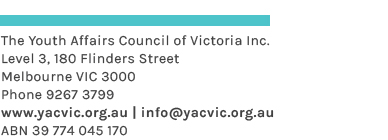 The Youth Affairs Council of Victoria Inc.
Level 3, 180 Flinders Street
Melbourne VIC 3000
Phone 9267 3799
www.yacvic.org.au | info@yacvic.org.au
ABN 39 774 045 170